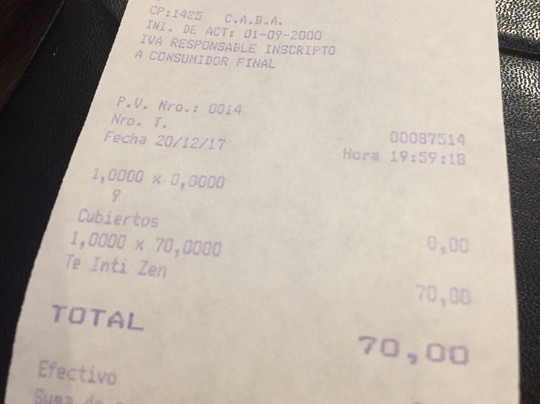 CP:1425 C.A.B.A.
INI. DE ACT: 01-09-2000
IVA RESPONSABLE INSCRIPTO
A CONSUMIDOR FINAL
P.V. Nro.: 0014
Nro. T. 00087514
Fecha 20/12/17 Hora 19:59:18
1,0000 x 0,0000
9
Cubiertos 0,00
1,0000 x 70,0000
Te Inti Zen 70,00
TOTAL 70,00
Efectivo
Suma de